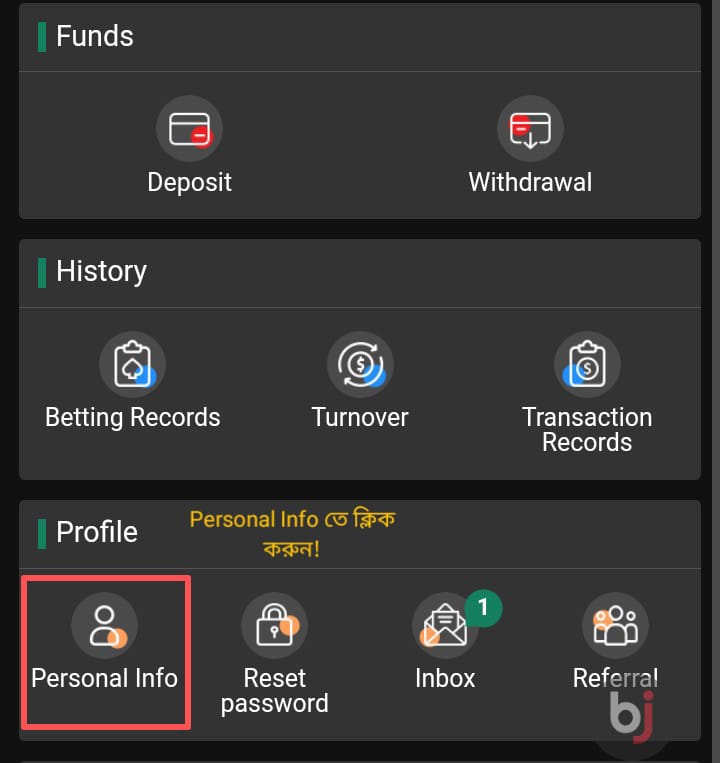 Funds
Deposit
Withdrawal
History
Betting Records
Turnover
Transaction
Records
Profile
Personal Info তে ক্লিক
করুন!
1
Personal Info
Reset
password
Inbox
Referral
bj